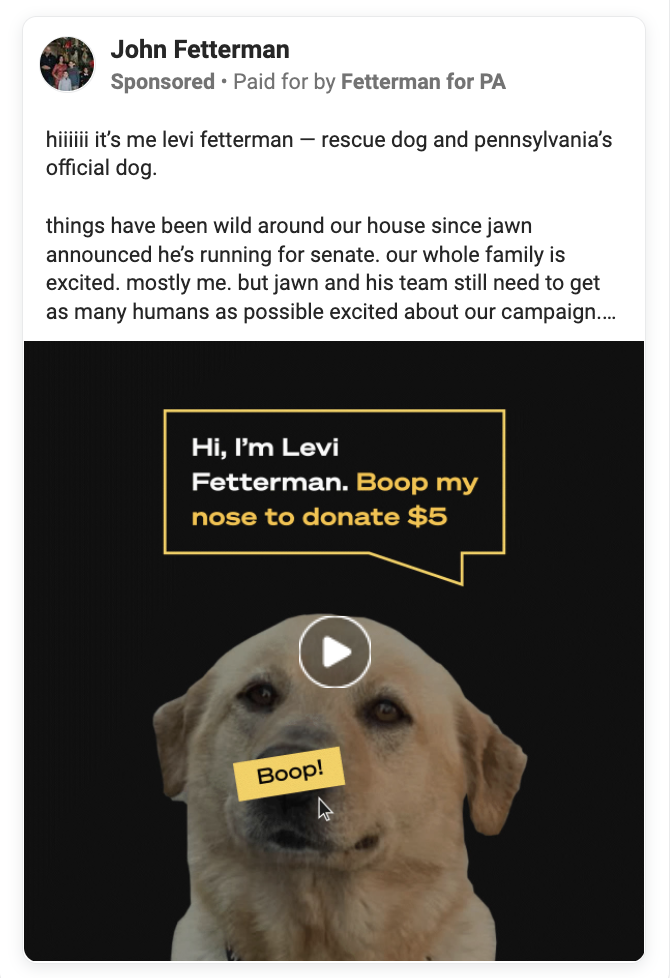 John Fetterman
Sponsored • Paid for by Fetterman for PA
hiiiiii it’s me levi fetterman — rescue dog and pennsylvania’s
official dog.
things have been wild around our house since jawn
announced he’s running for senate. our whole family is
excited. mostly me. but jawn and his team still need to get
as many humans as possible excited about our campaign.…
Hi, I’m Levi
Fetterman. Boop my
nose to donate $5
Boop!